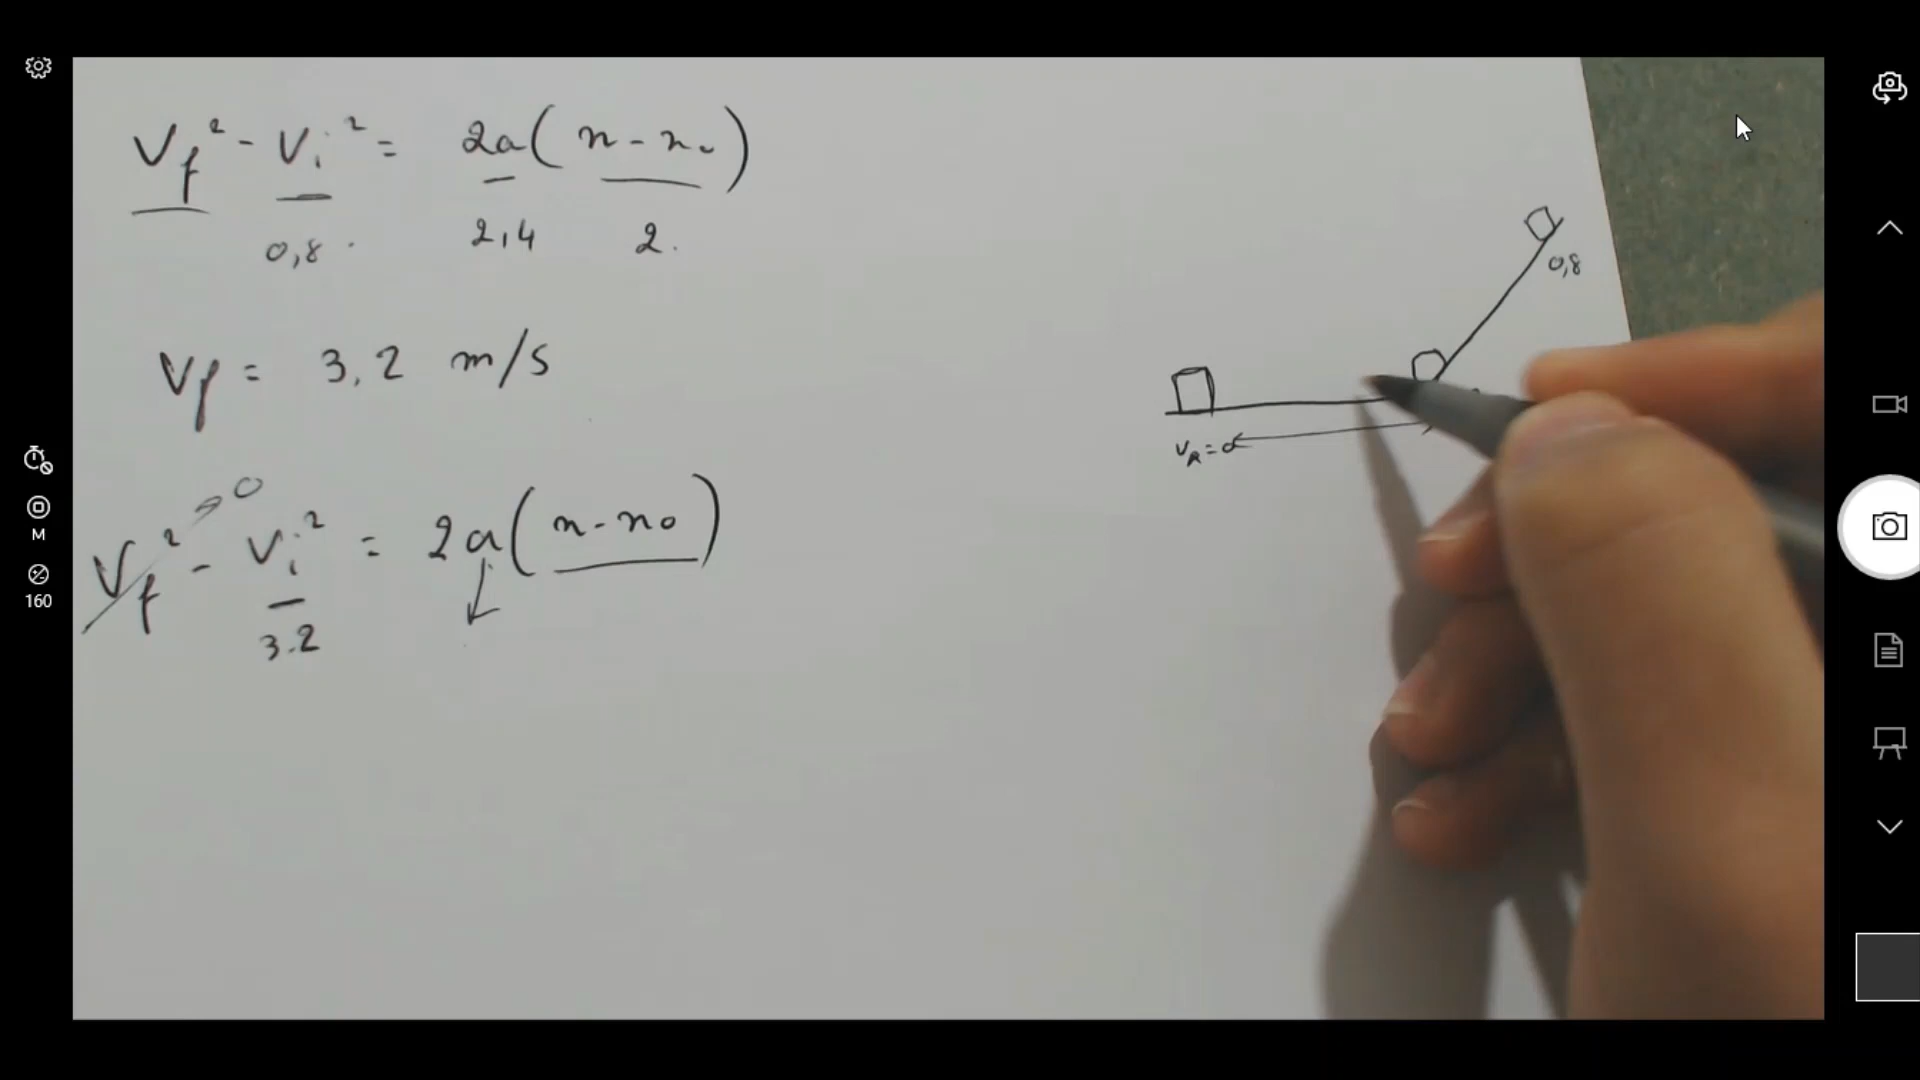 Vf² - Vi² = 2a(x - x₀)
0,8 2,4 2.
Vf = 3,2 m/s
Vf² → 0 - Vi² = 2a(x - x₀)
3.2
0,8
M
160